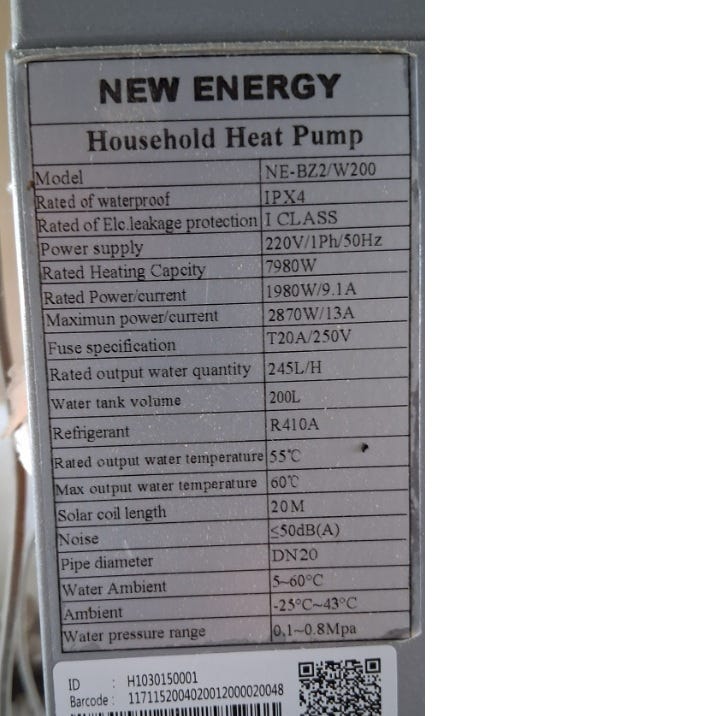 NEW ENERGY
Household Heat Pump
Model NE-BZ2/W200
Rated of waterproof IPX4
Rated of Elc.leakage protection I CLASS
Power supply 220V/1Ph/50Hz
Rated Heating Capcity 7980W
Rated Power/current 1980W/9.1A
Maximun power/current 2870W/13A
Fuse specification T20A/250V
Rated output water quantity 245L/H
Water tank volume 200L
Refrigerant R410A
Rated output water temperature 55℃
Max output water temperature 60℃
Solar coil length 20M
Noise ≤50dB(A)
Pipe diameter DN20
Water Ambient 5~60°C
Ambient -25°C~43°C
Water pressure range 0.1~0.8Mpa
ID : H1030150001
Barcode : 1171152004020012000020048